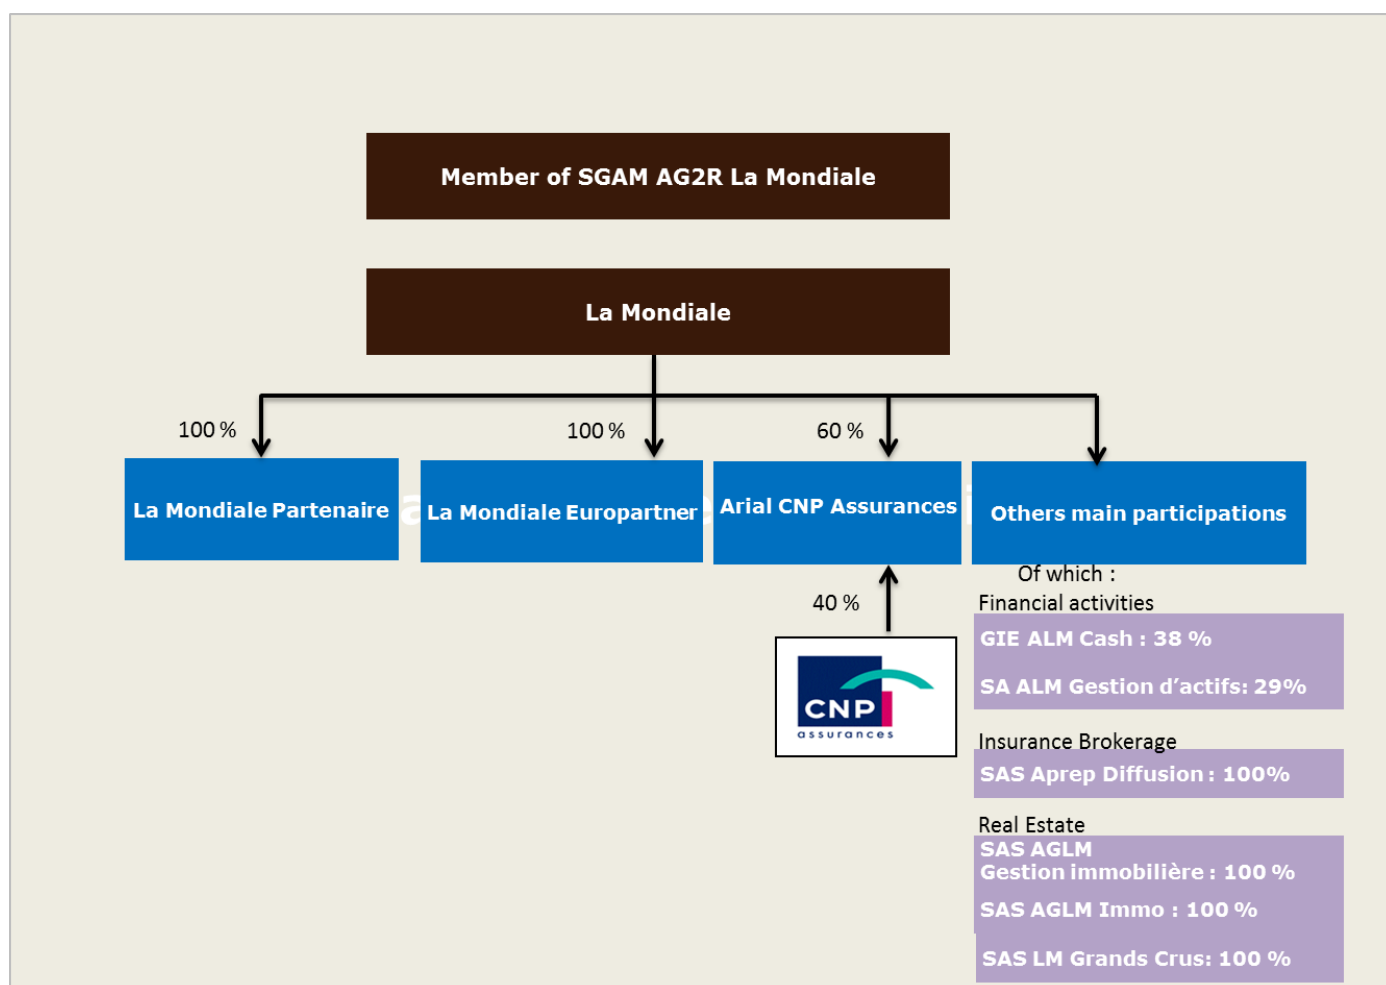 Member of SGAM AG2R La Mondiale
La Mondiale
100 %
100 %
60 %
La Mondiale Partenaire
La Mondiale Europartner
Arial CNP Assurances
Others main participations
40 %
CNP
assurances
Of which :
Financial activities
GIE ALM Cash : 38 %
SA ALM Gestion d’actifs: 29%
Insurance Brokerage
SAS Aprep Diffusion : 100%
Real Estate
SAS AGLM
Gestion immobilière : 100 %
SAS AGLM Immo : 100 %
SAS LM Grands Crus: 100 %